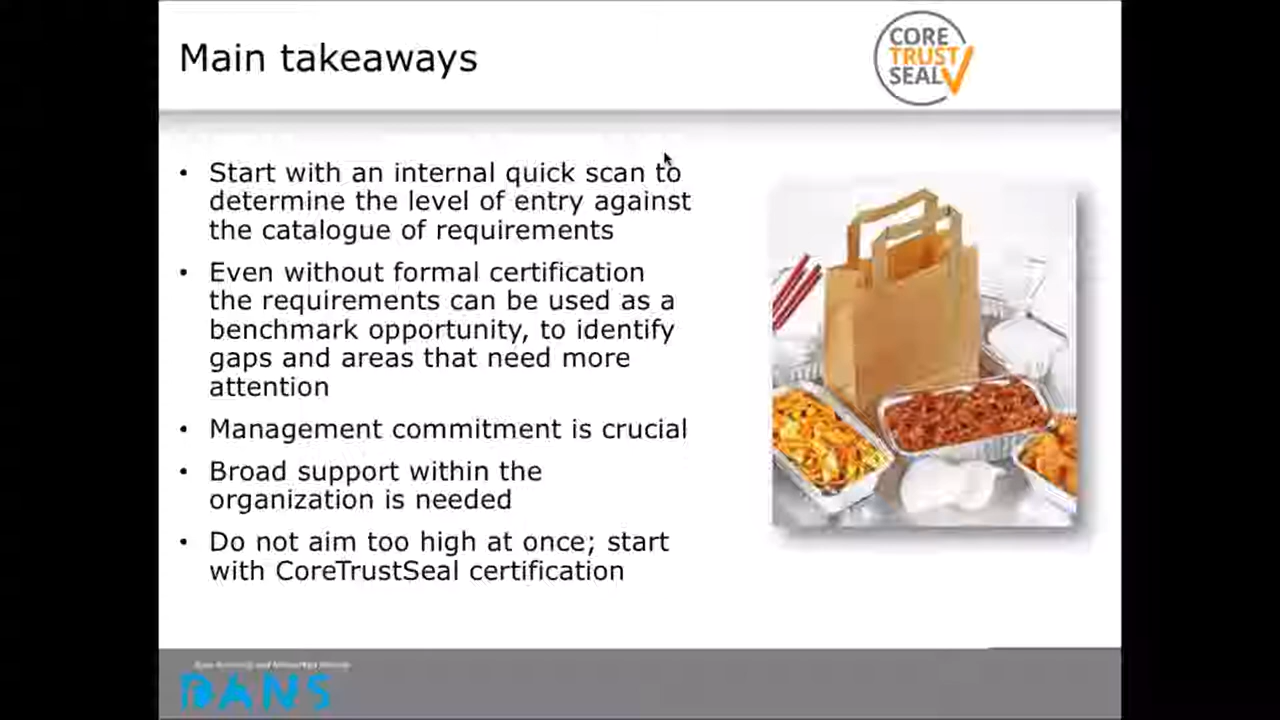 Main takeaways
CORE
TRUST
SEAL
• Start with an internal quick scan to
determine the level of entry against
the catalogue of requirements
• Even without formal certification
the requirements can be used as a
benchmark opportunity, to identify
gaps and areas that need more
attention
• Management commitment is crucial
• Broad support within the
organization is needed
• Do not aim too high at once; start
with CoreTrustSeal certification
DANS